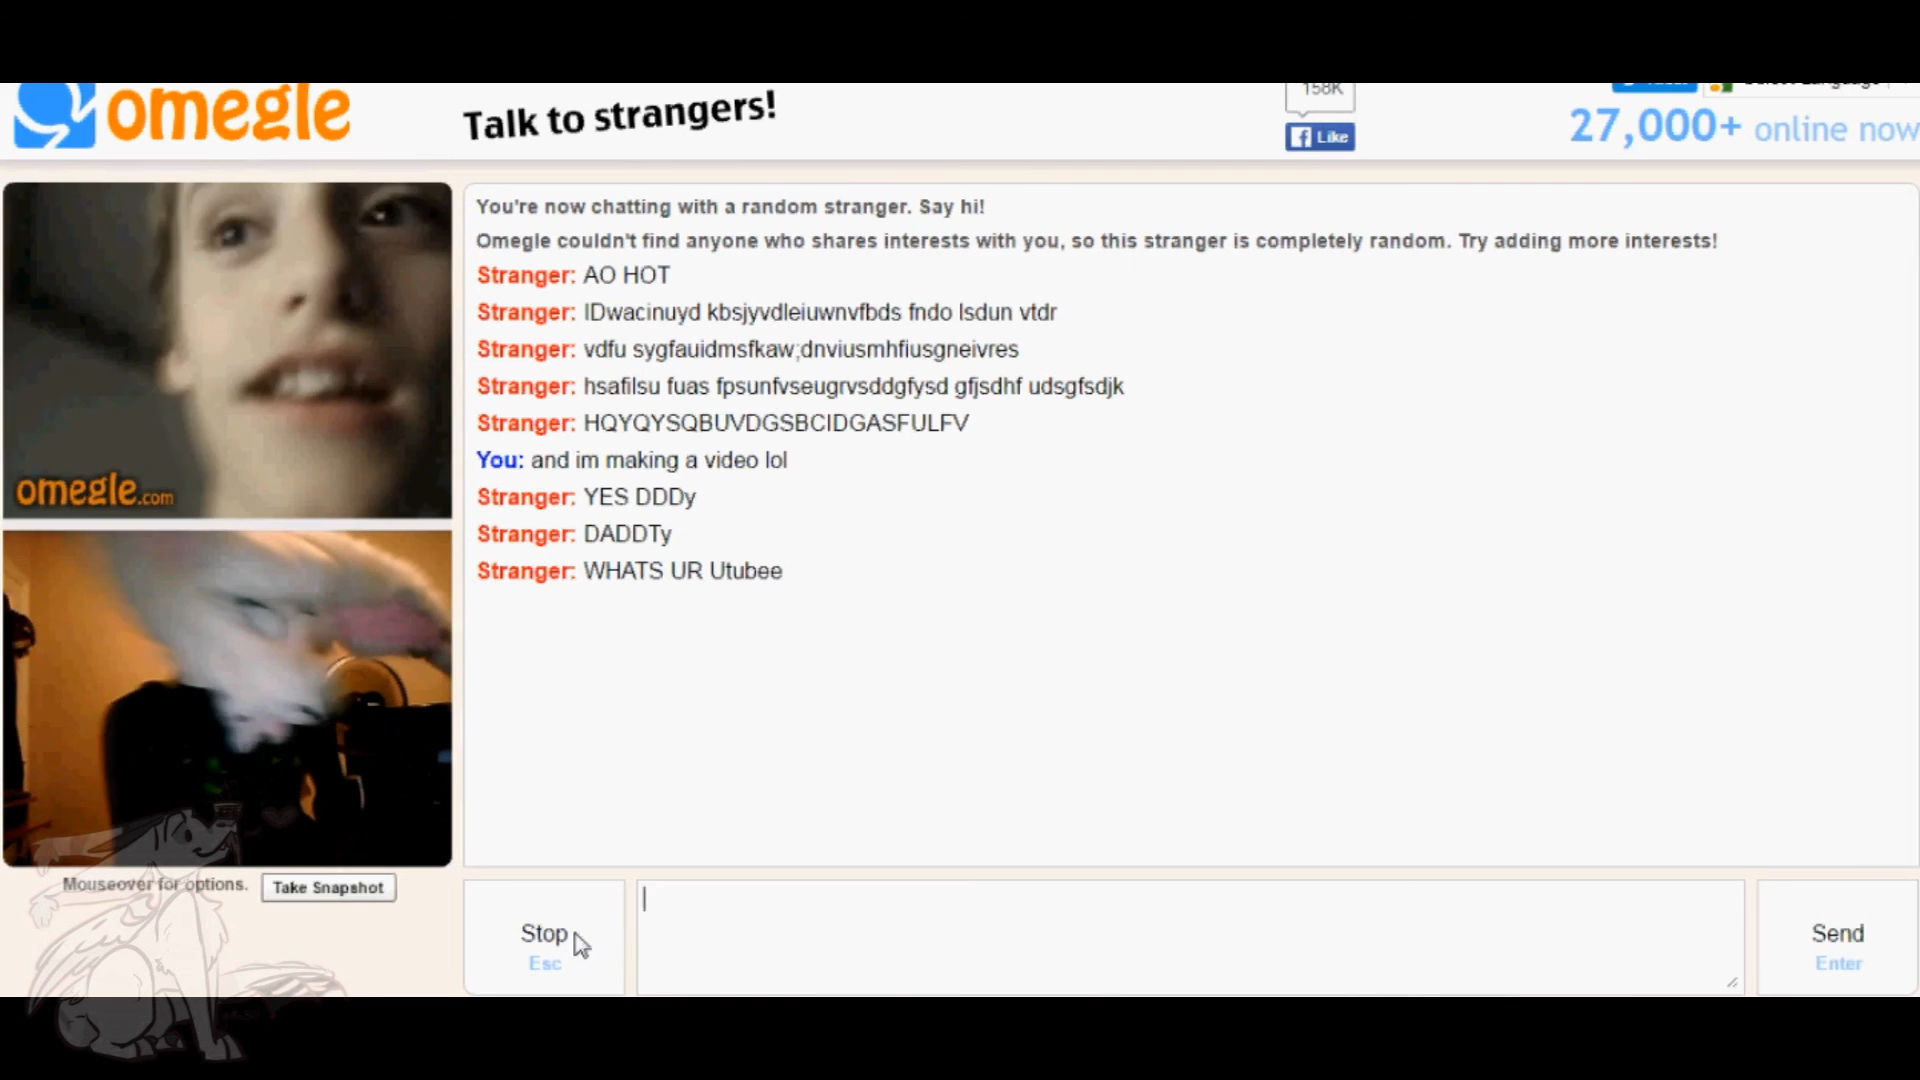 omegle
Talk to strangers!
158K
Like
27,000+ online now
You're now chatting with a random stranger. Say hi!
Omegle couldn't find anyone who shares interests with you, so this stranger is completely random. Try adding more interests!
Stranger: AO HOT
Stranger: IDwacinuyd kbsjyvdleiuwnvfbds fndo lsdun vtdr
Stranger: vdfu sygfauidmsfkaw;dnviusmhfiusgneivres
Stranger: hsafilsu fuas fpsunfvseugrvsddgfysd gfjsdhf udsgfsdjk
Stranger: HQYQYSQBUVDGSBCIDGASFULFV
You: and im making a video lol
Stranger: YES DDDy
Stranger: DADDTy
Stranger: WHATS UR Utubee
omegle.com
Mouseover for options.
Take Snapshot
Stop
Esc
Send
Enter